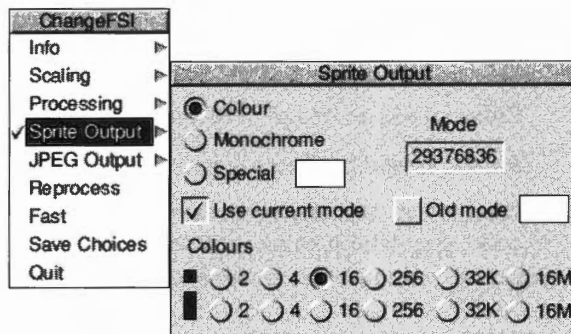 ChangeFSI
Info
Scaling
Processing
Sprite Output
JPEG Output
Reprocess
Fast
Save Choices
Quit
Sprite Output
Colour
Monochrome
Special
Mode
29376836
Use current mode
Old mode
Colours
2 4 16 256 32K 16M
2 4 16 256 32K 16M